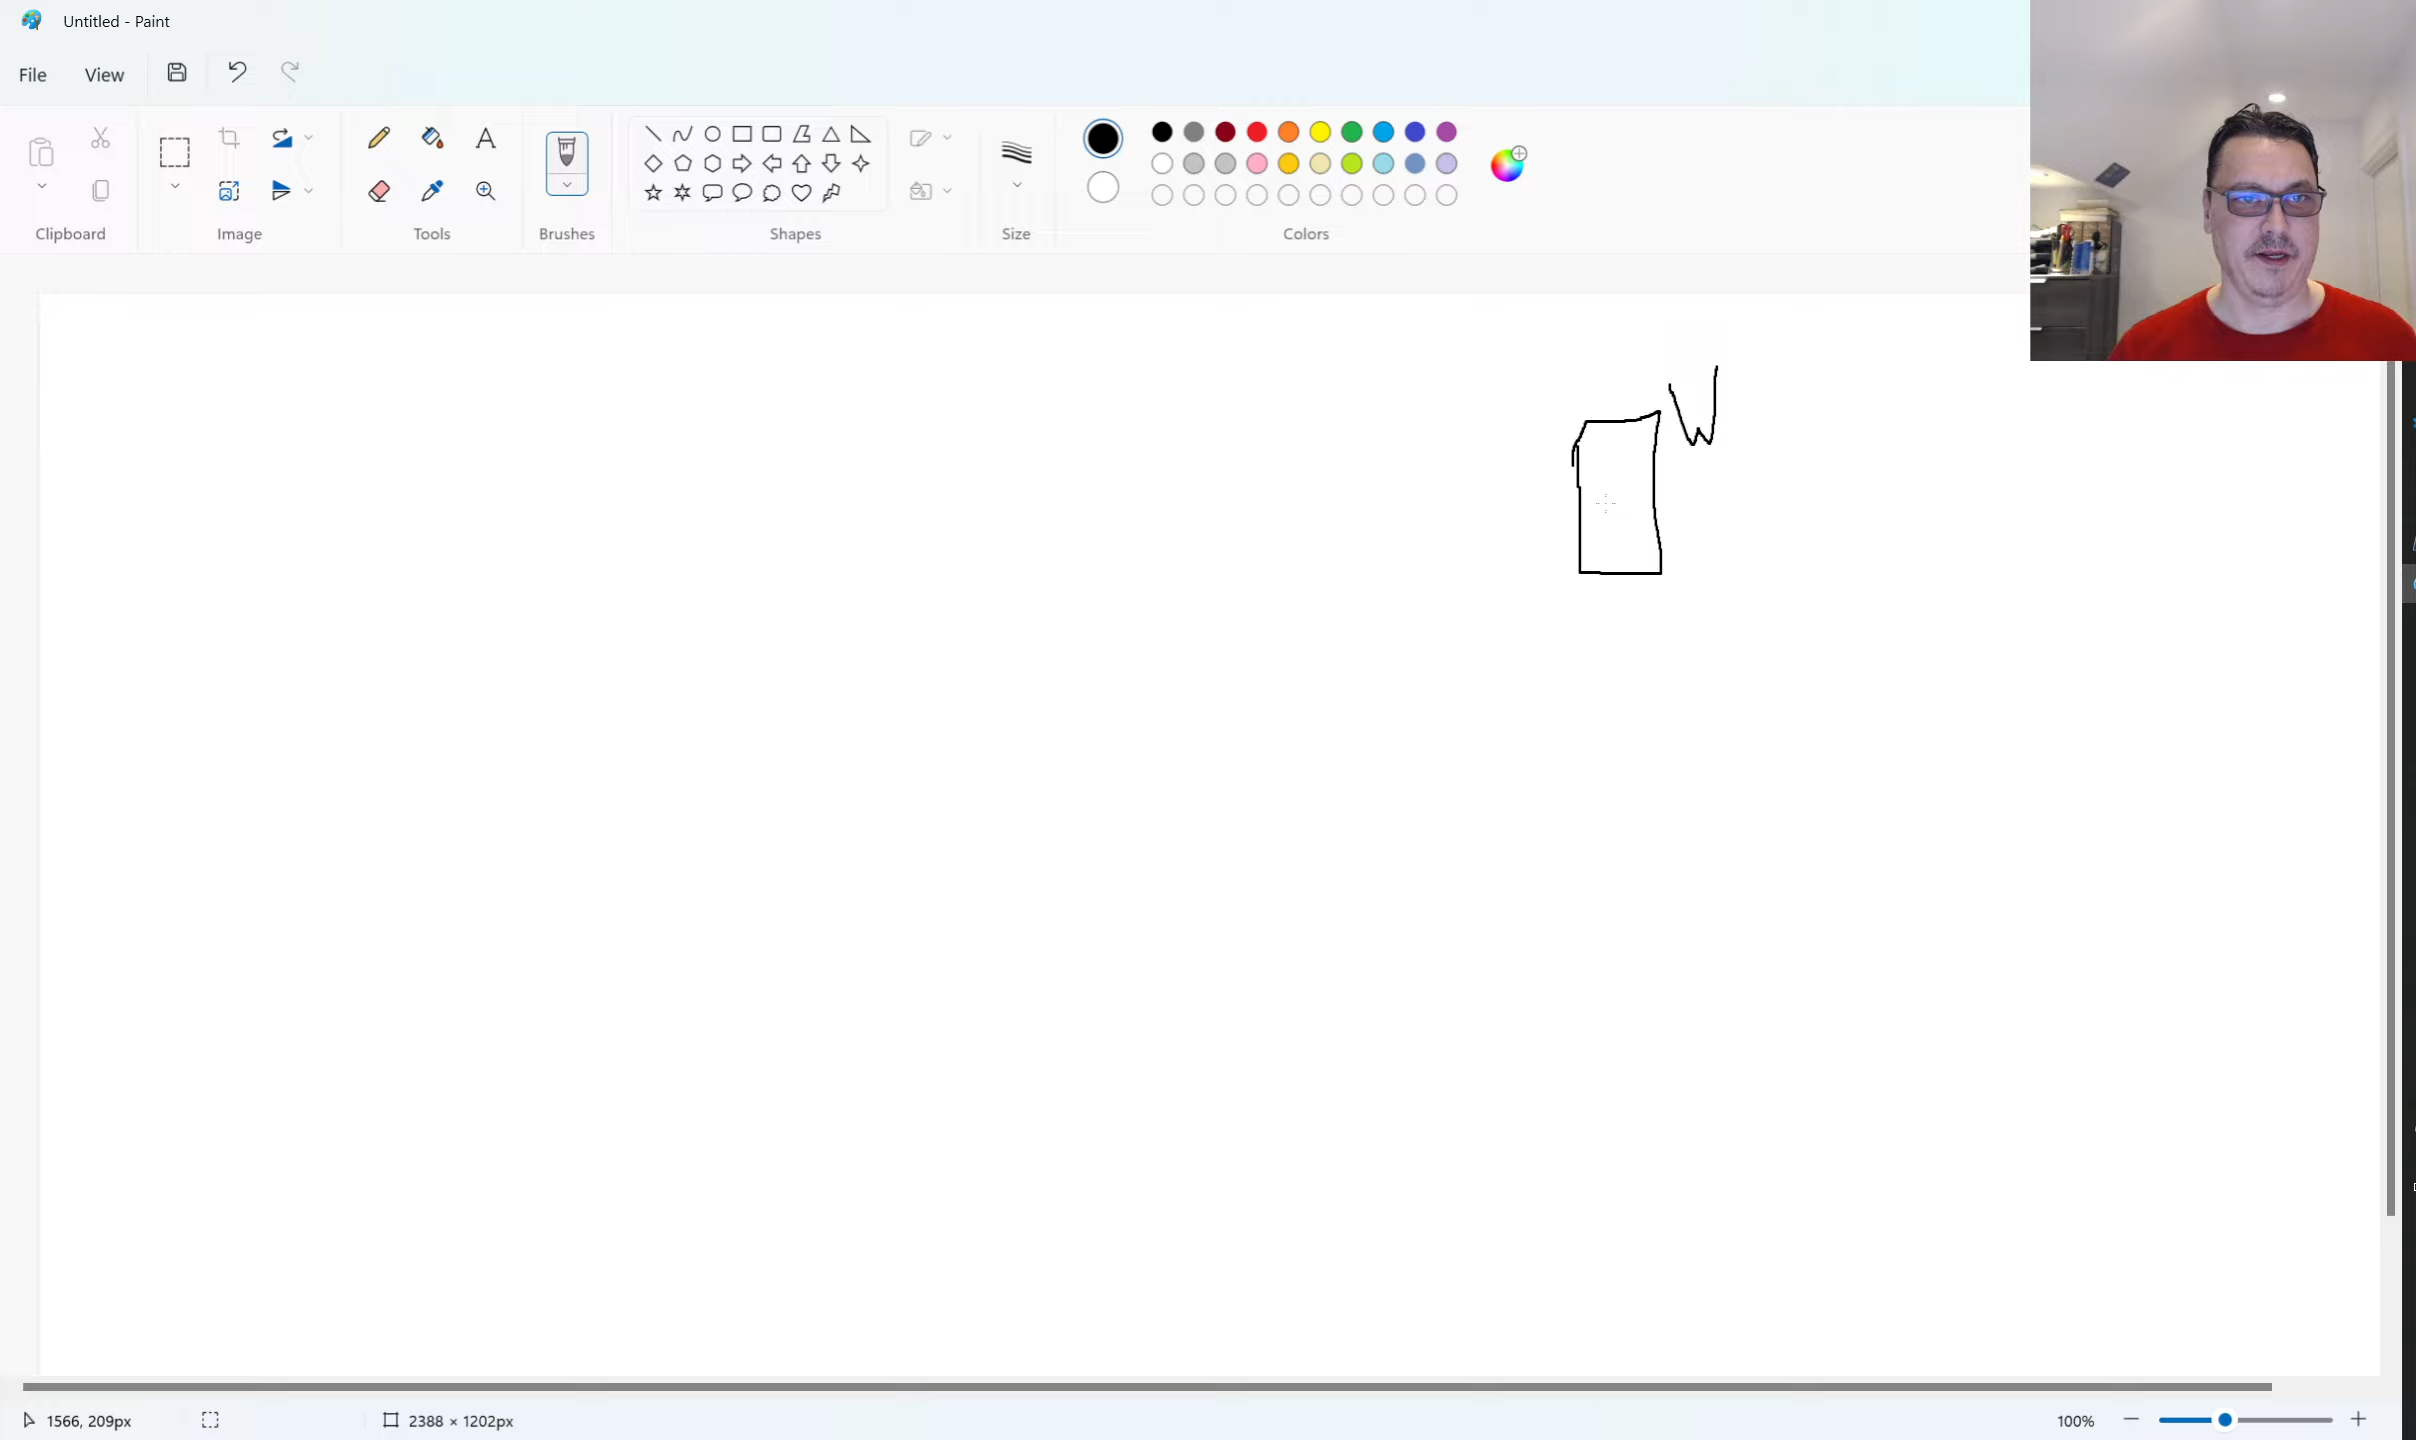 Untitled - Paint
File View
Clipboard Image Tools Brushes Shapes Size Colors
W
1566, 209px 2388 × 1202px 100%